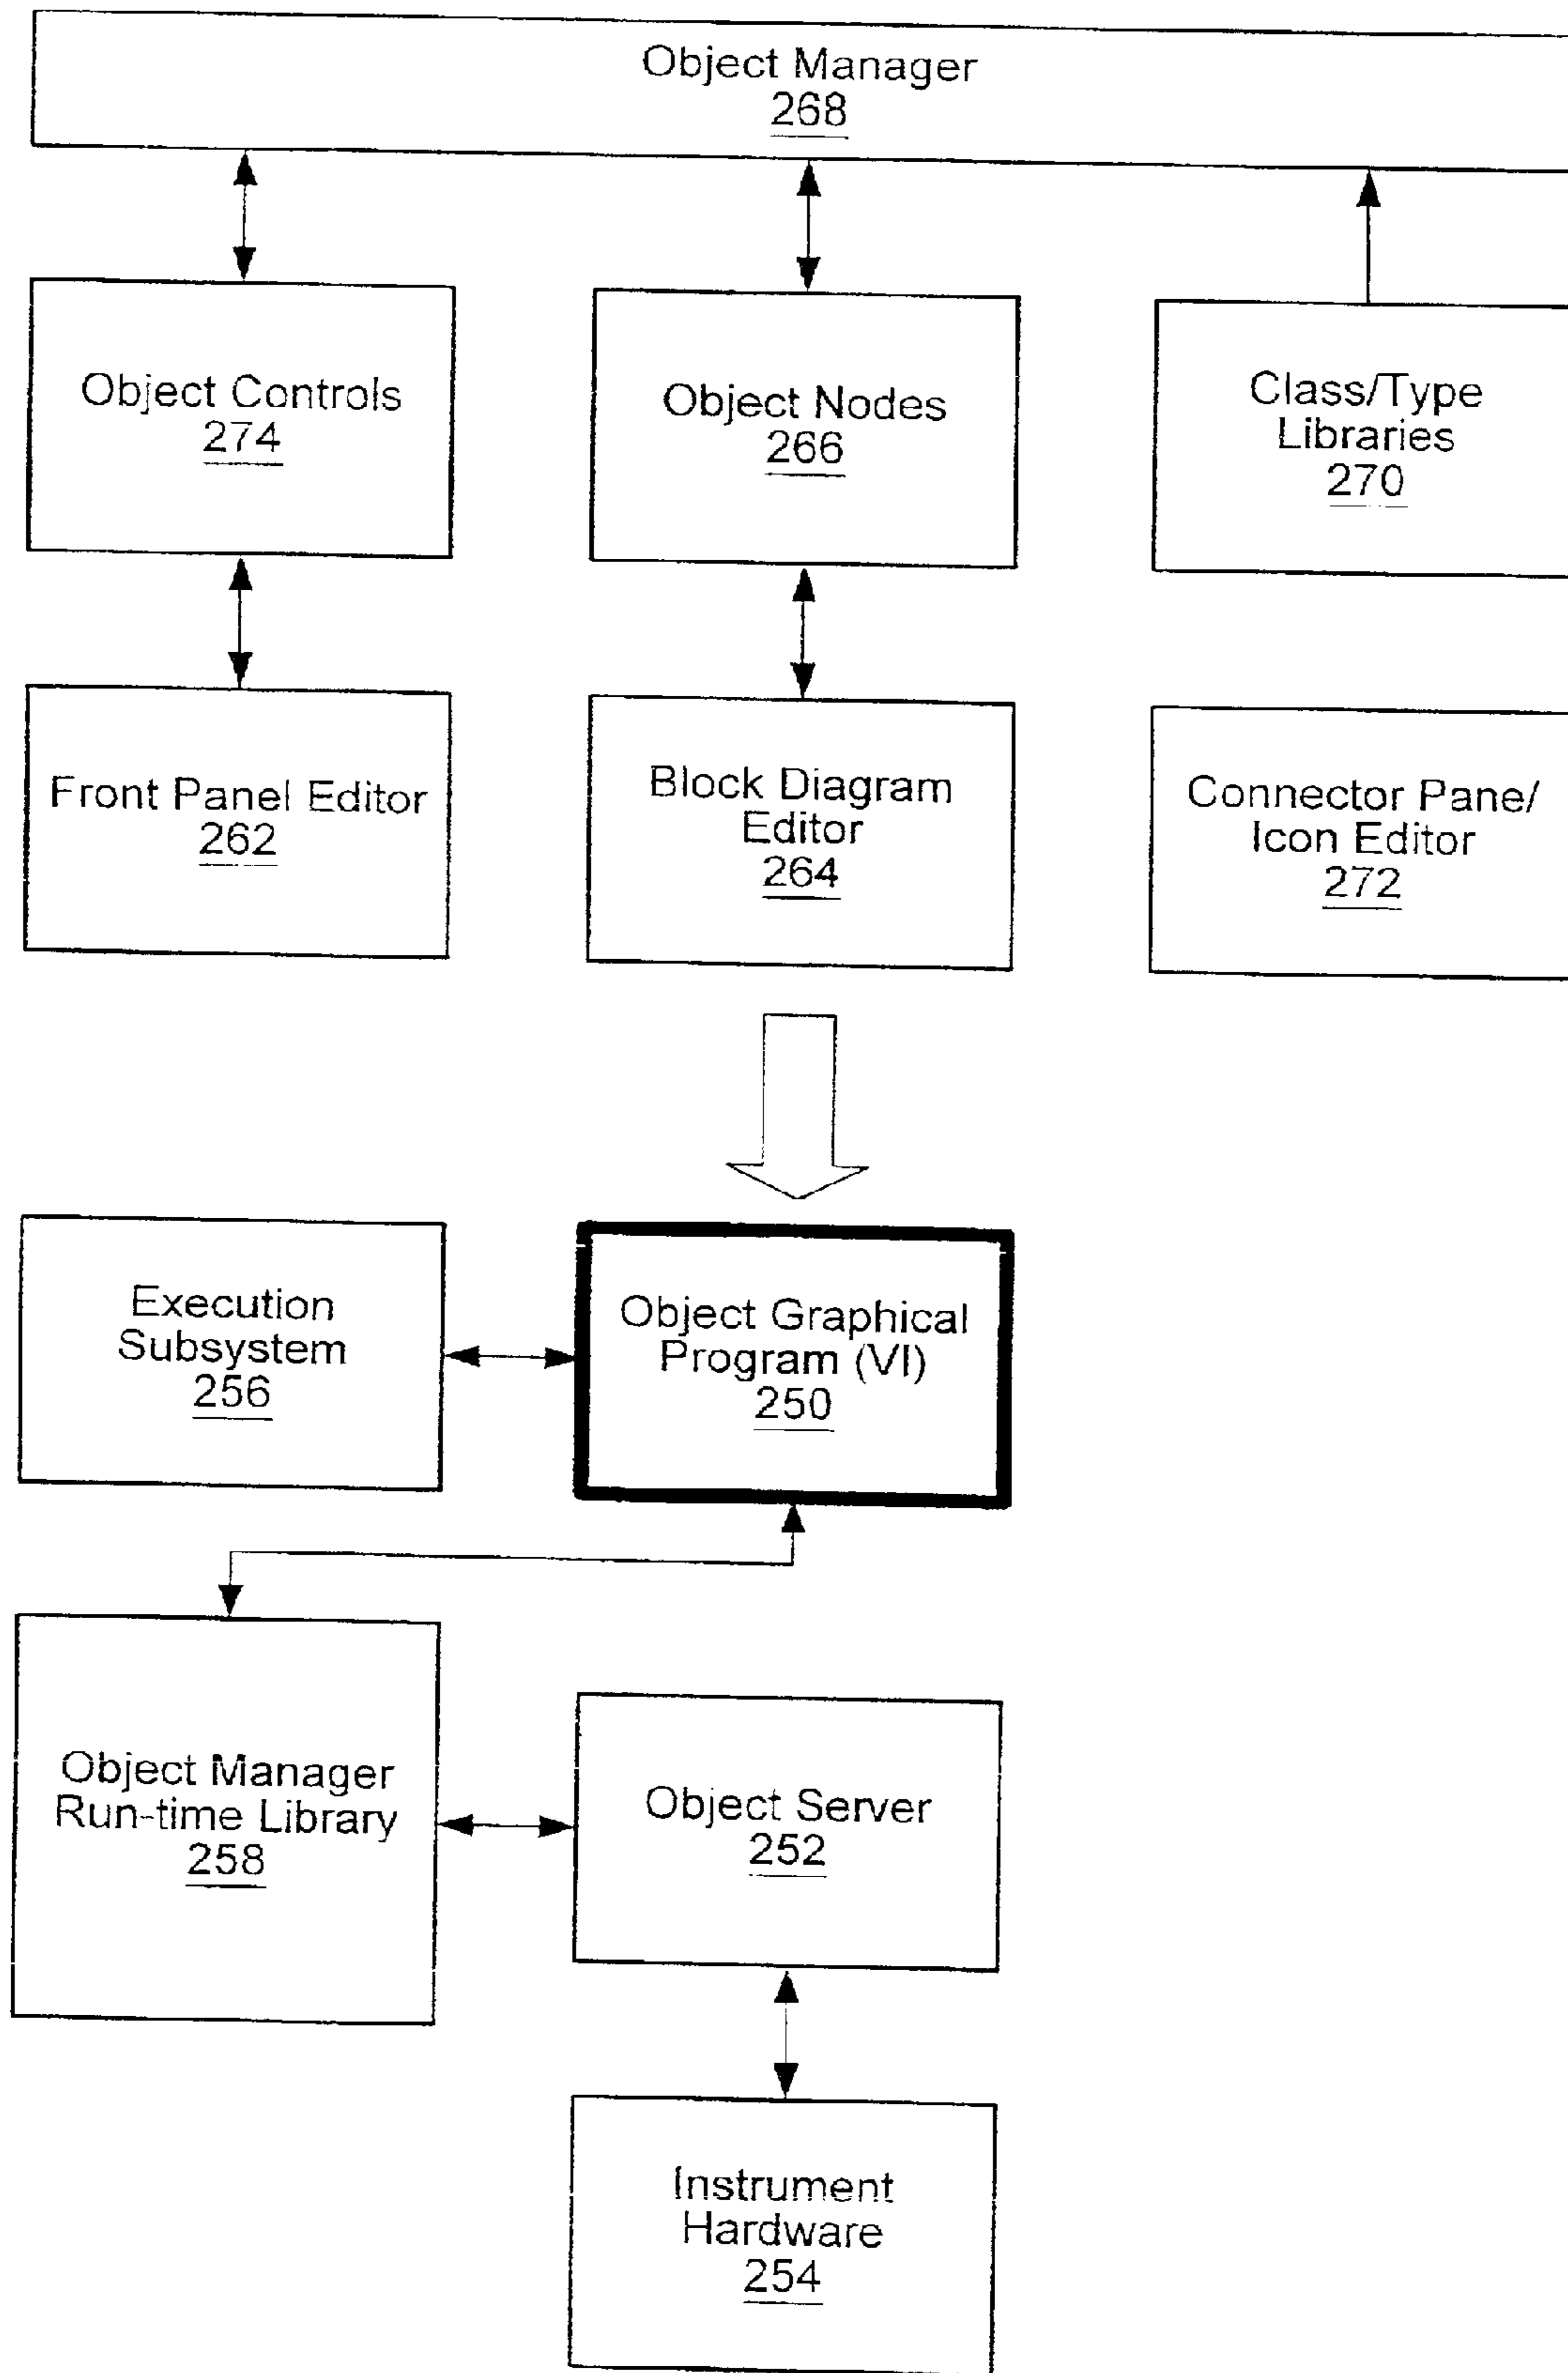 Object Manager
268
Object Controls
274
Object Nodes
266
Class/Type
Libraries
270
Front Panel Editor
262
Block Diagram
Editor
264
Connector Pane/
Icon Editor
272
Execution
Subsystem
256
Object Graphical
Program (VI)
250
Object Manager
Run-time Library
258
Object Server
252
Instrument
Hardware
254